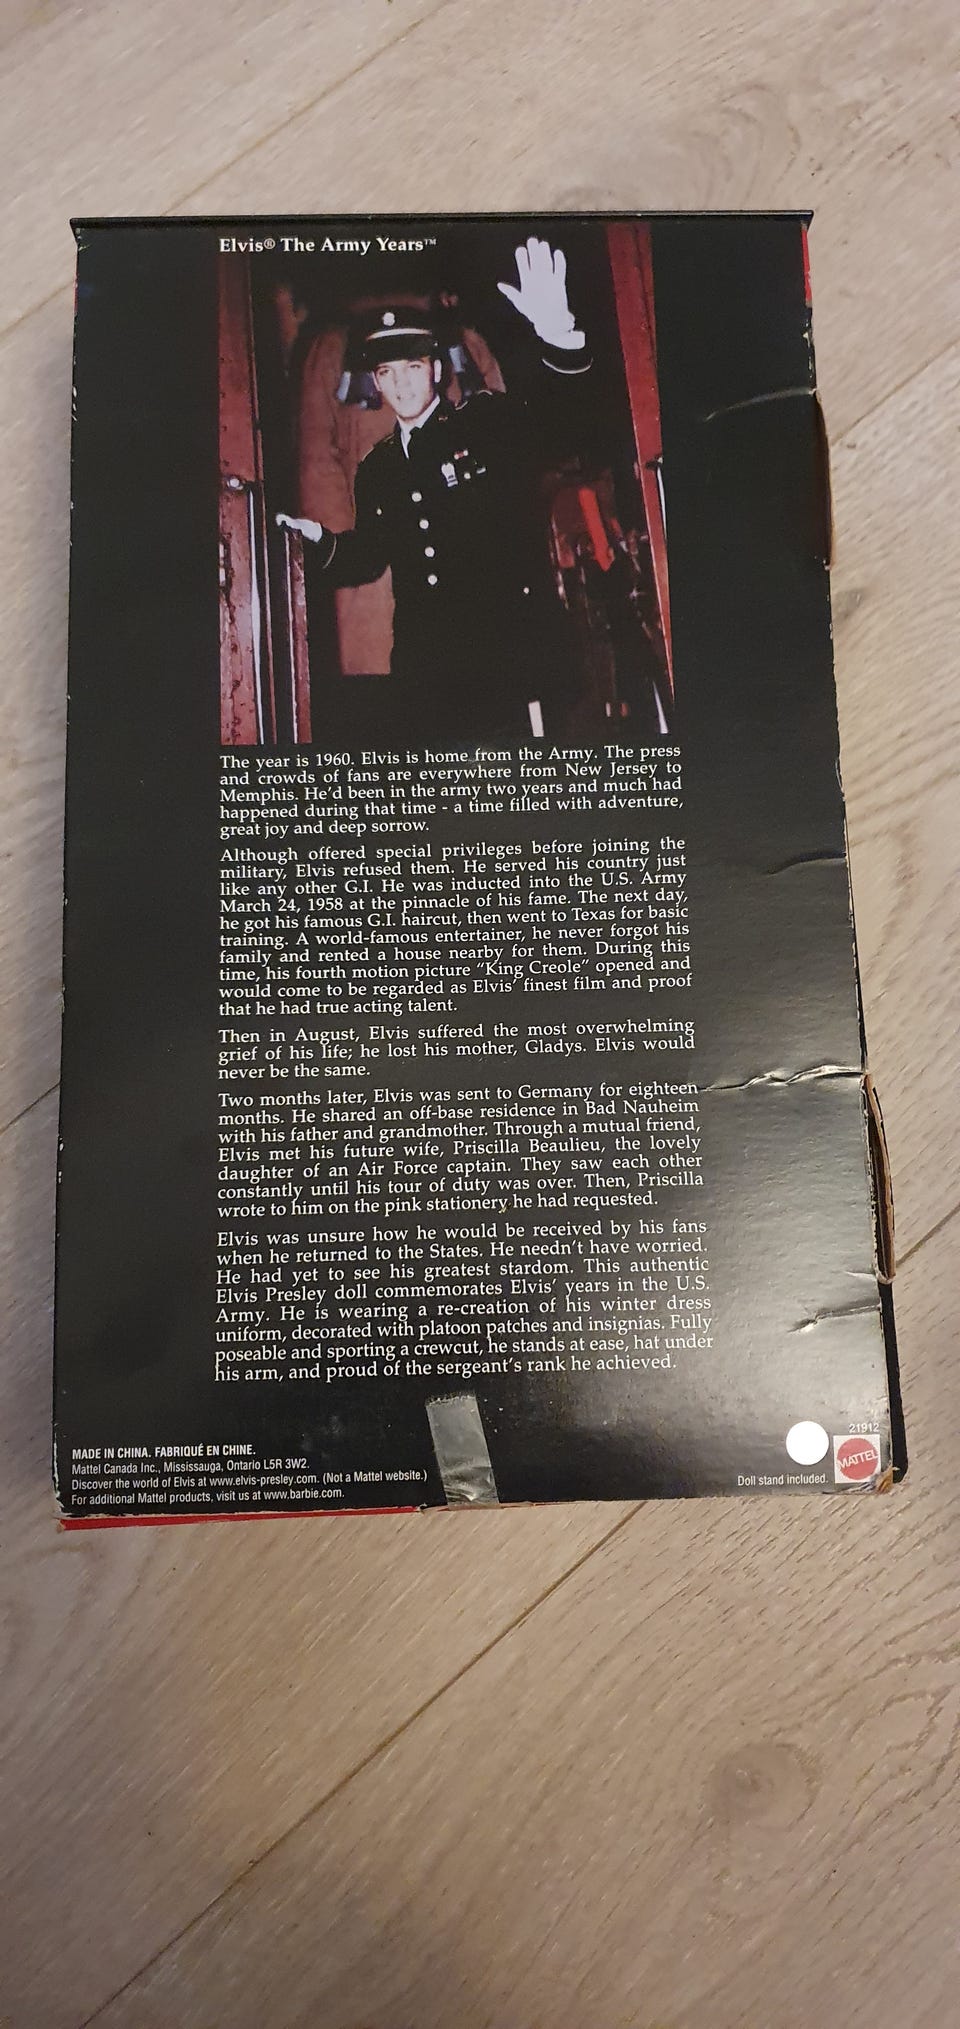 Elvis® The Army Years™
The year is 1960. Elvis is home from the Army. The press
and crowds of fans are everywhere from New Jersey to
Memphis. He'd been in the army two years and much had
happened during that time - a time filled with adventure,
great joy and deep sorrow.
Although offered special privileges before joining the
military, Elvis refused them. He served his country just
like any other G.I. He was inducted into the U.S. Army
March 24, 1958 at the pinnacle of his fame. The next day,
he got his famous G.I. haircut, then went to Texas for basic
training. A world-famous entertainer, he never forgot his
family and rented a house nearby for them. During this
time, his fourth motion picture "King Creole" opened and
would come to be regarded as Elvis' finest film and proof
that he had true acting talent.
Then in August, Elvis suffered the most overwhelming
grief of his life; he lost his mother, Gladys. Elvis would
never be the same.
Two months later, Elvis was sent to Germany for eighteen
months. He shared an off-base residence in Bad Nauheim
with his father and grandmother. Through a mutual friend,
Elvis met his future wife, Priscilla Beaulieu, the lovely
daughter of an Air Force captain. They saw each other
constantly until his tour of duty was over. Then, Priscilla
wrote to him on the pink stationery he had requested.
Elvis was unsure how he would be received by his fans
when he returned to the States. He needn't have worried.
He had yet to see his greatest stardom. This authentic
Elvis Presley doll commemorates Elvis' years in the U.S.
Army. He is wearing a re-creation of his winter dress
uniform, decorated with platoon patches and insignias. Fully
poseable and sporting a crewcut, he stands at ease, hat under
his arm, and proud of the sergeant's rank he achieved.
MADE IN CHINA. FABRIQUÉ EN CHINE.
Mattel Canada Inc., Mississauga, Ontario L5R 3W2.
Discover the world of Elvis at www.elvis-presley.com. (Not a Mattel website.)
For additional Mattel products, visit us at www.barbie.com.
21912
MATTEL
Doll stand included.